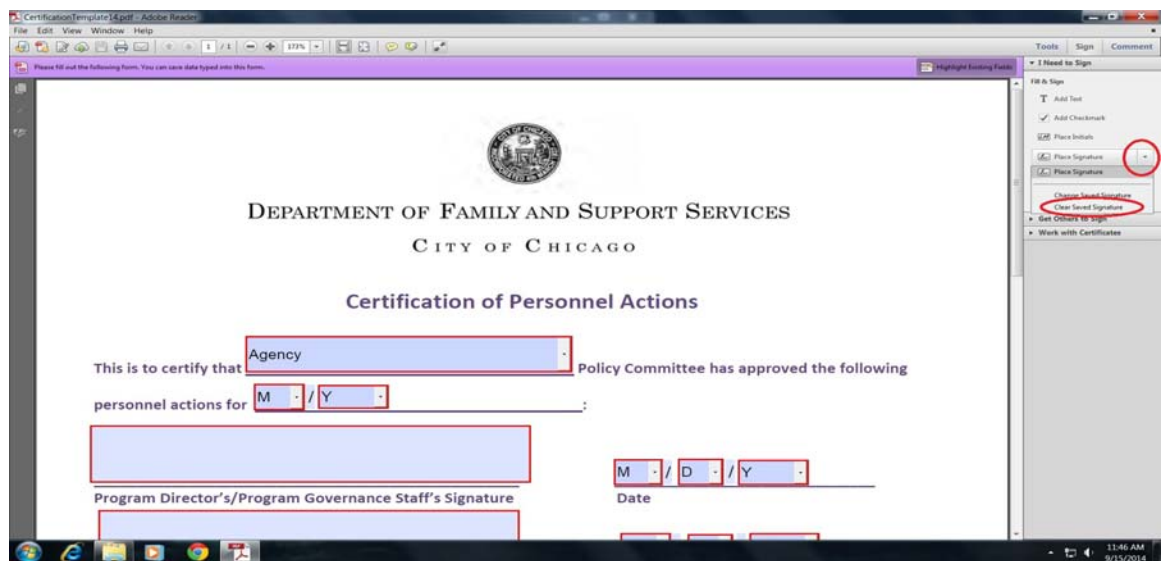 CertificationTemplate14.pdf - Adobe Reader
File Edit View Window Help
1 / 1 173%
Tools Sign Comment
Please fill out the following form. You can save data typed into this form.
Highlight Existing Fields
I Need to Sign
Fill & Sign
T Add Text
Add Checkmark
Place Initials
Place Signature
Place Signature
Change Saved Signature
Clear Saved Signature
Get Others to Sign
Work with Certificates
DEPARTMENT OF FAMILY AND SUPPORT SERVICES
CITY OF CHICAGO
Certification of Personnel Actions
This is to certify that Agency Policy Committee has approved the following
personnel actions for M / Y :
M / D / Y
Program Director's/Program Governance Staff's Signature Date
11:46 AM
9/15/2014